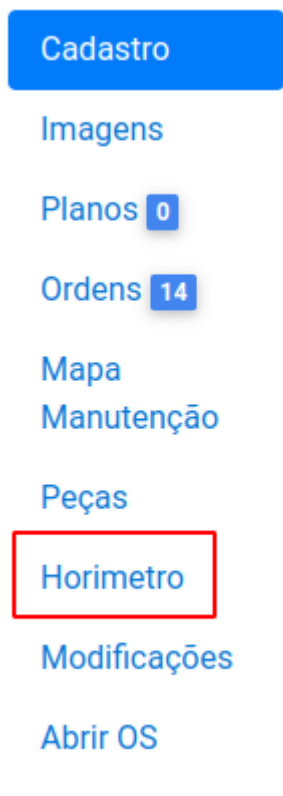 Cadastro
Imagens
Planos 0
Ordens 14
Mapa
Manutenção
Peças
Horimetro
Modificações
Abrir OS